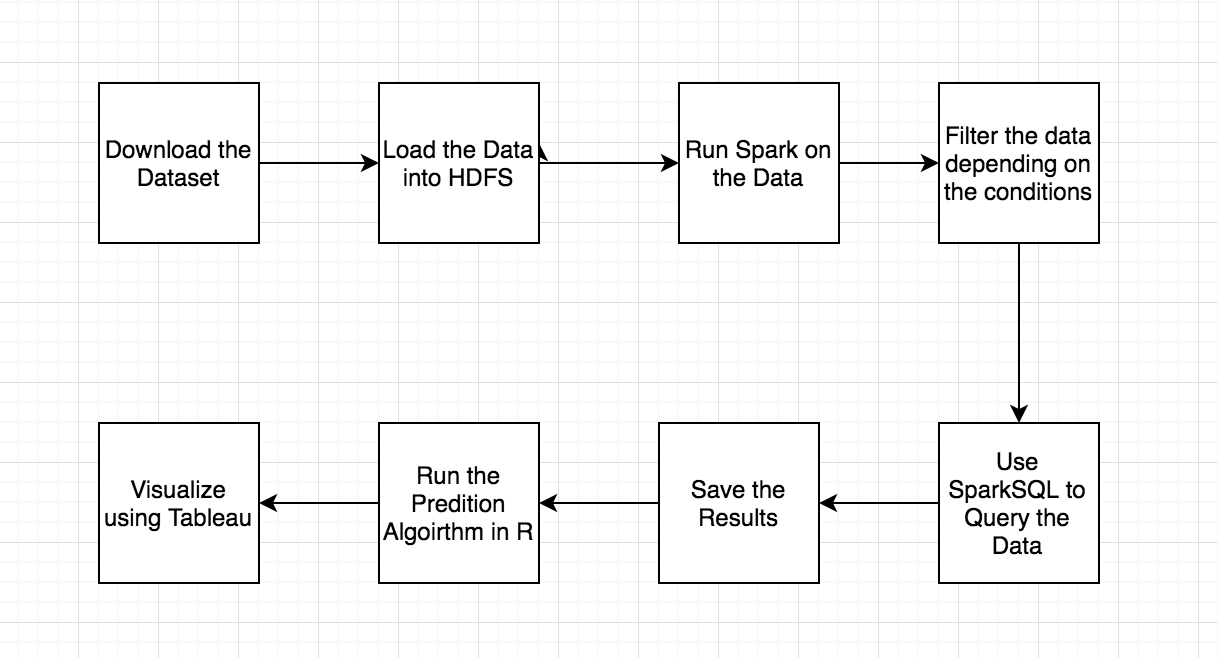 Download the
Dataset
Load the Data
into HDFS
Run Spark on
the Data
Filter the data
depending on
the conditions
Use
SparkSQL to
Query the
Data
Save the
Results
Run the
Predition
Algoirthm in R
Visualize
using Tableau